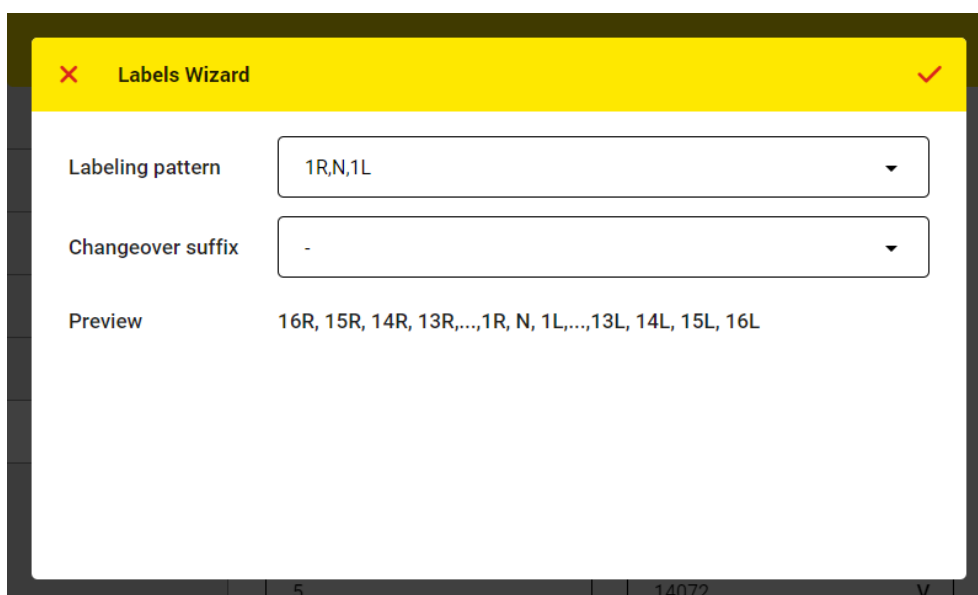 Labels Wizard
Labeling pattern 1R,N,1L
Changeover suffix -
Preview 16R, 15R, 14R, 13R,...,1R, N, 1L,...,13L, 14L, 15L, 16L
5 14072 V